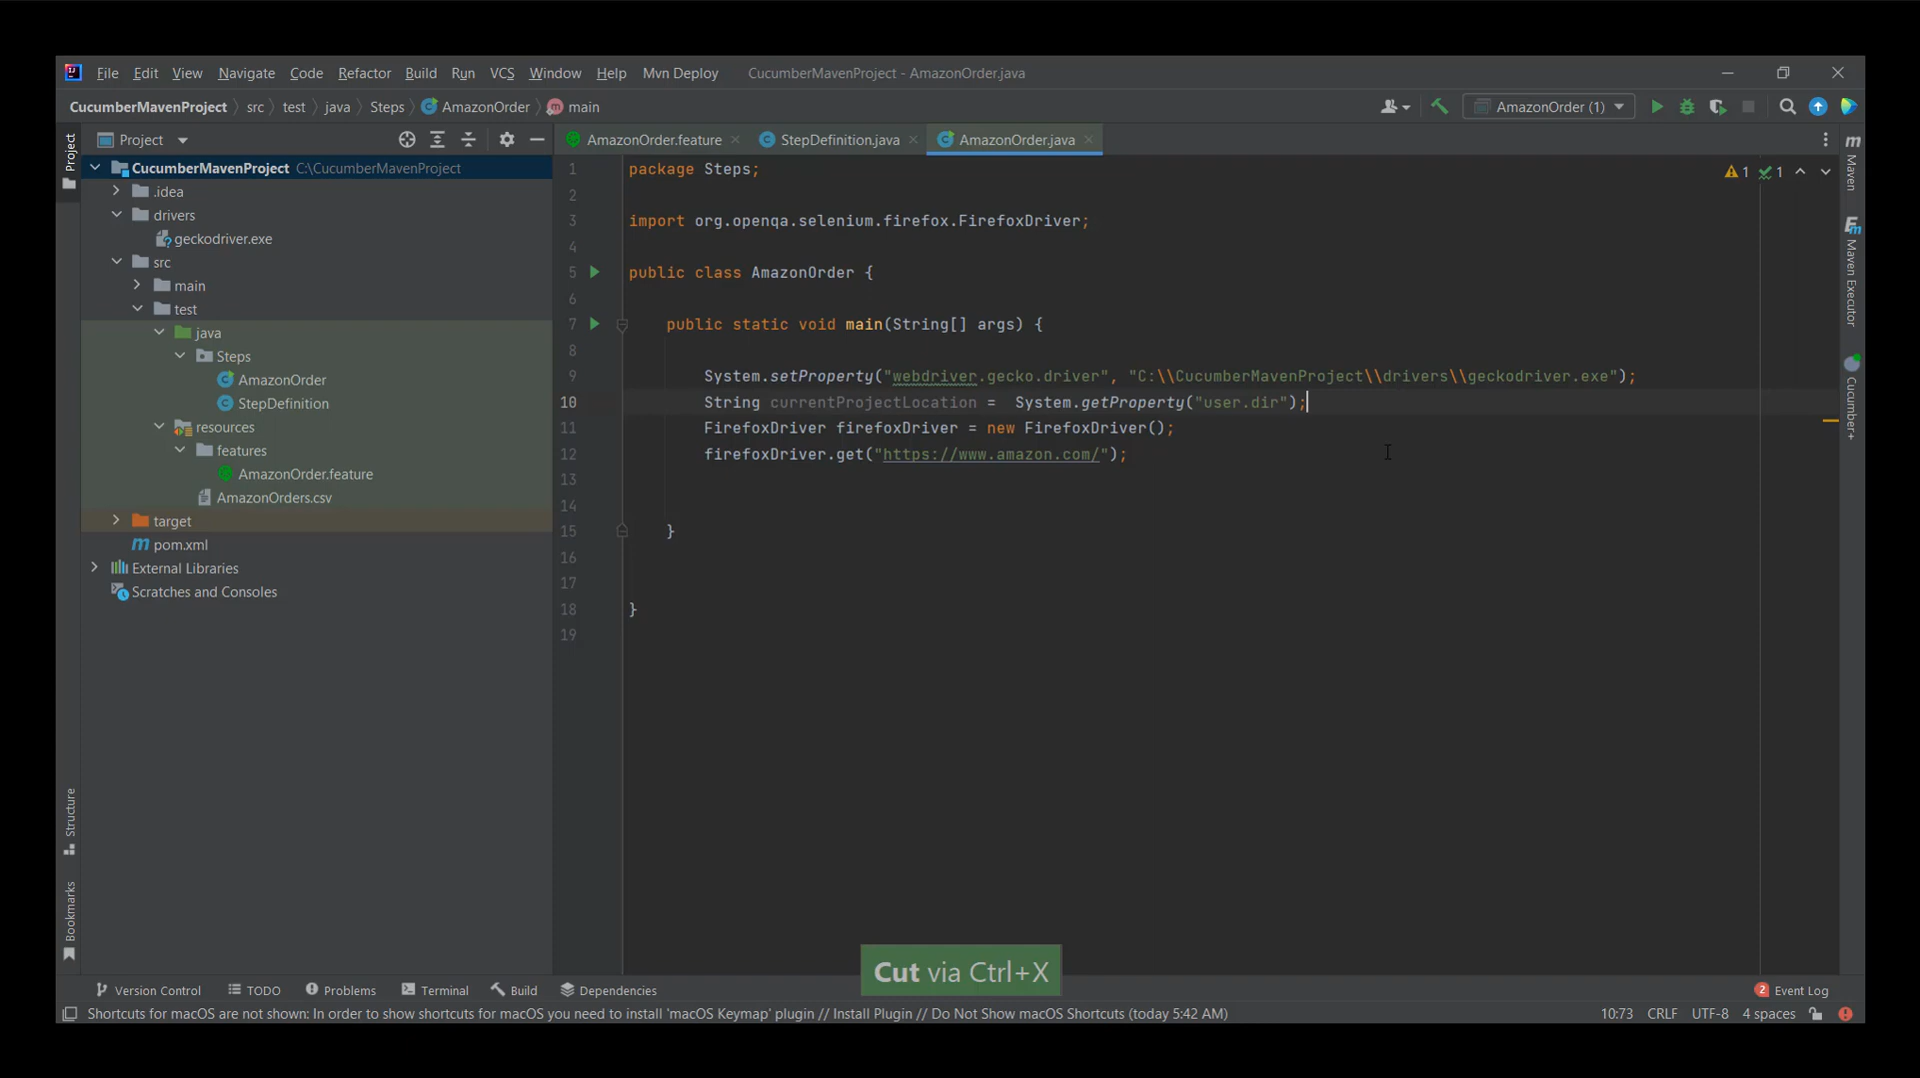 File Edit View Navigate Code Refactor Build Run VCS Window Help Mvn Deploy CucumberMavenProject - AmazonOrder.java
CucumberMavenProject src test java Steps AmazonOrder main AmazonOrder (1)
Project
AmazonOrder.feature StepDefinition.java AmazonOrder.java
CucumberMavenProject C:\CucumberMavenProject
.idea
drivers
geckodriver.exe
src
main
test
java
Steps
AmazonOrder
StepDefinition
resources
features
AmazonOrder.feature
AmazonOrders.csv
target
pom.xml
External Libraries
Scratches and Consoles
1 package Steps;
2
3 import org.openqa.selenium.firefox.FirefoxDriver;
4
5 public class AmazonOrder {
6
7 public static void main(String[] args) {
8
9 System.setProperty("webdriver.gecko.driver", "C:\\CucumberMavenProject\\drivers\\geckodriver.exe");
10 String currentProjectLocation =  System.getProperty("user.dir");
11 FirefoxDriver firefoxDriver = new FirefoxDriver();
12 firefoxDriver.get("https://www.amazon.com/");
13
14
15 }
16
17
18 }
19
1 1
Project
Structure
Bookmarks
Maven
Maven Executor
Cucumber+
Cut via Ctrl+X
Version Control TODO Problems Terminal Build Dependencies 2 Event Log
Shortcuts for macOS are not shown: In order to show shortcuts for macOS you need to install 'macOS Keymap' plugin // Install Plugin // Do Not Show macOS Shortcuts (today 5:42 AM) 10:73 CRLF UTF-8 4 spaces